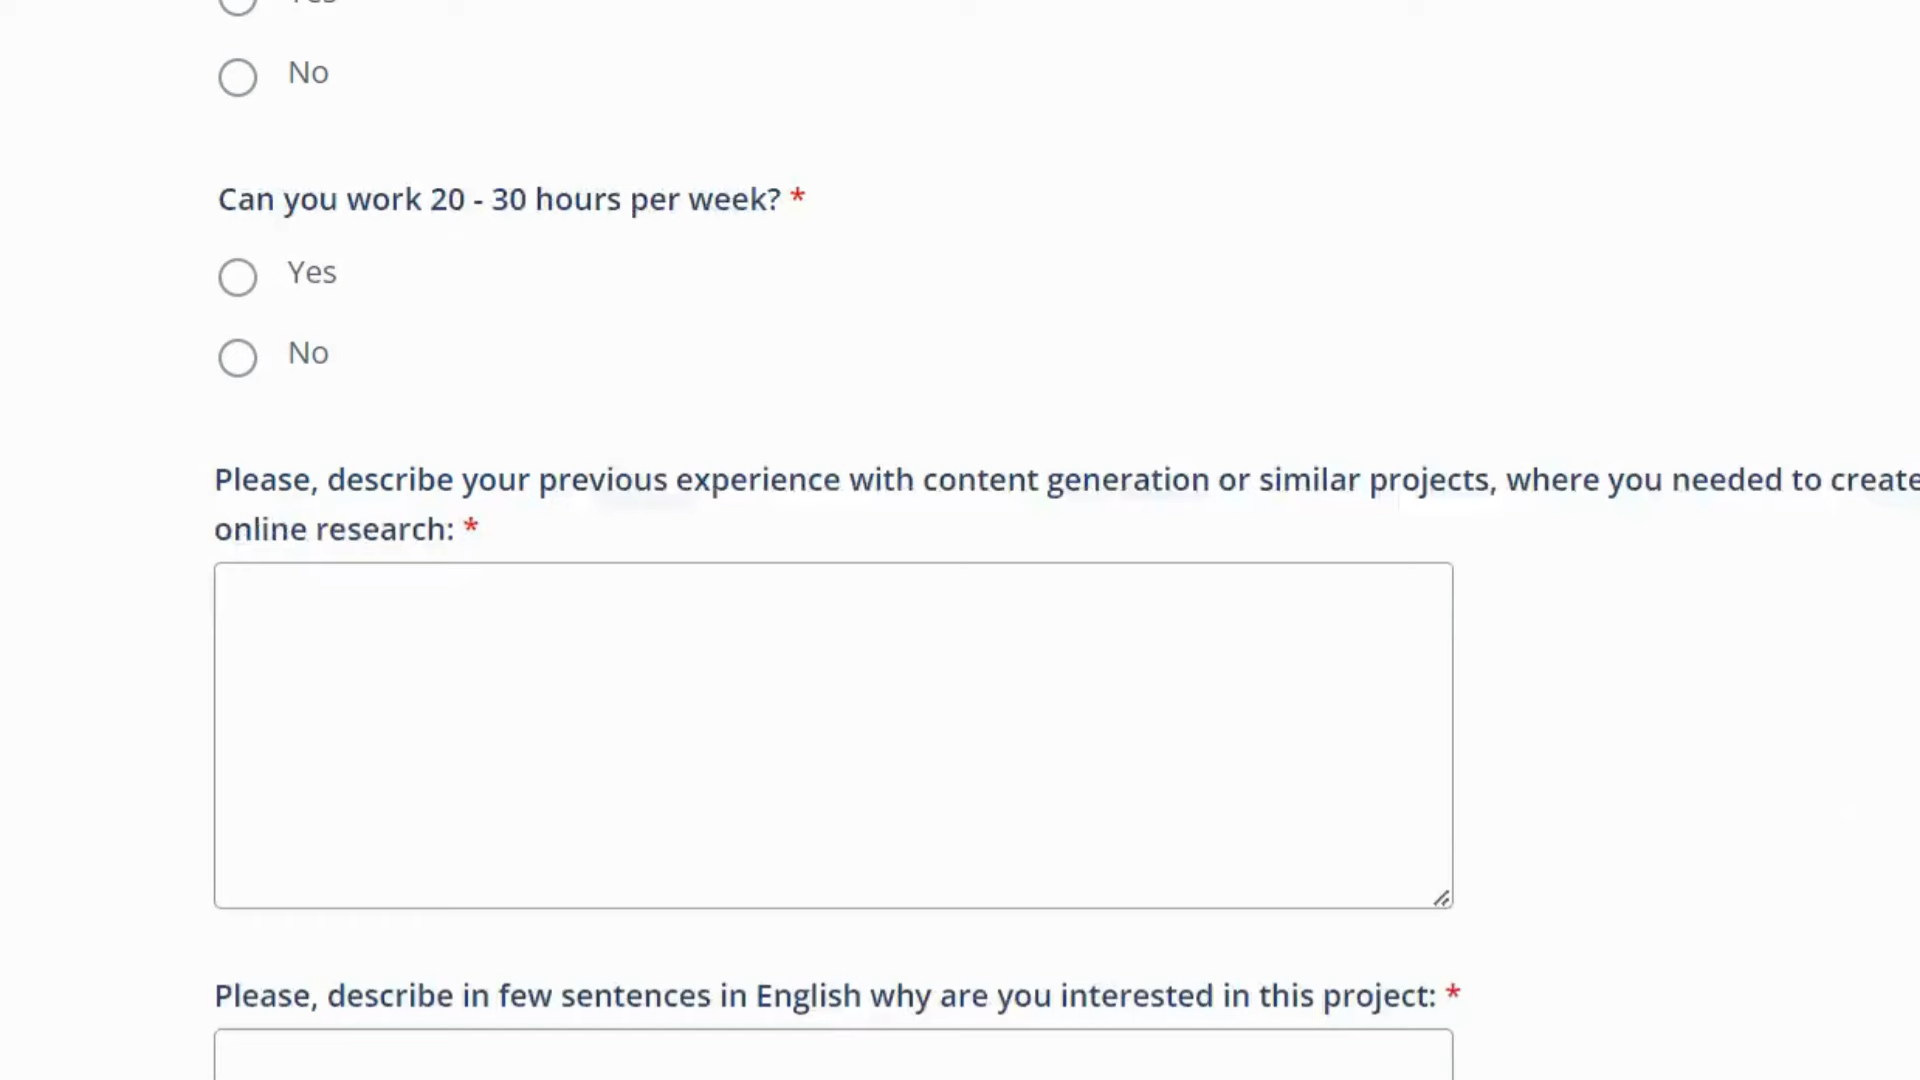 Yes
No
Can you work 20 - 30 hours per week? *
Yes
No
Please, describe your previous experience with content generation or similar projects, where you needed to create
online research: *
Please, describe in few sentences in English why are you interested in this project: *